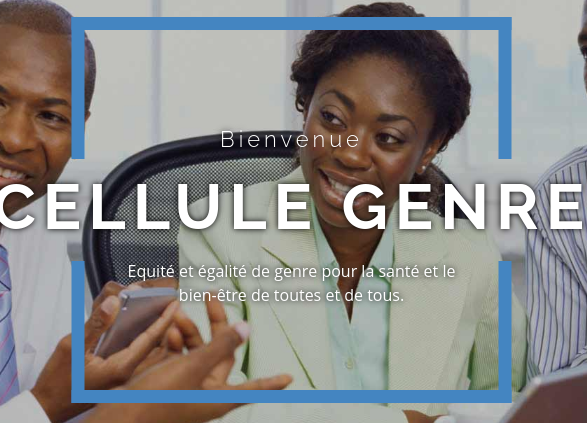 Bienvenue
CELLULE GENRE
Equité et égalité de genre pour la santé et le
bien-être de toutes et de tous.